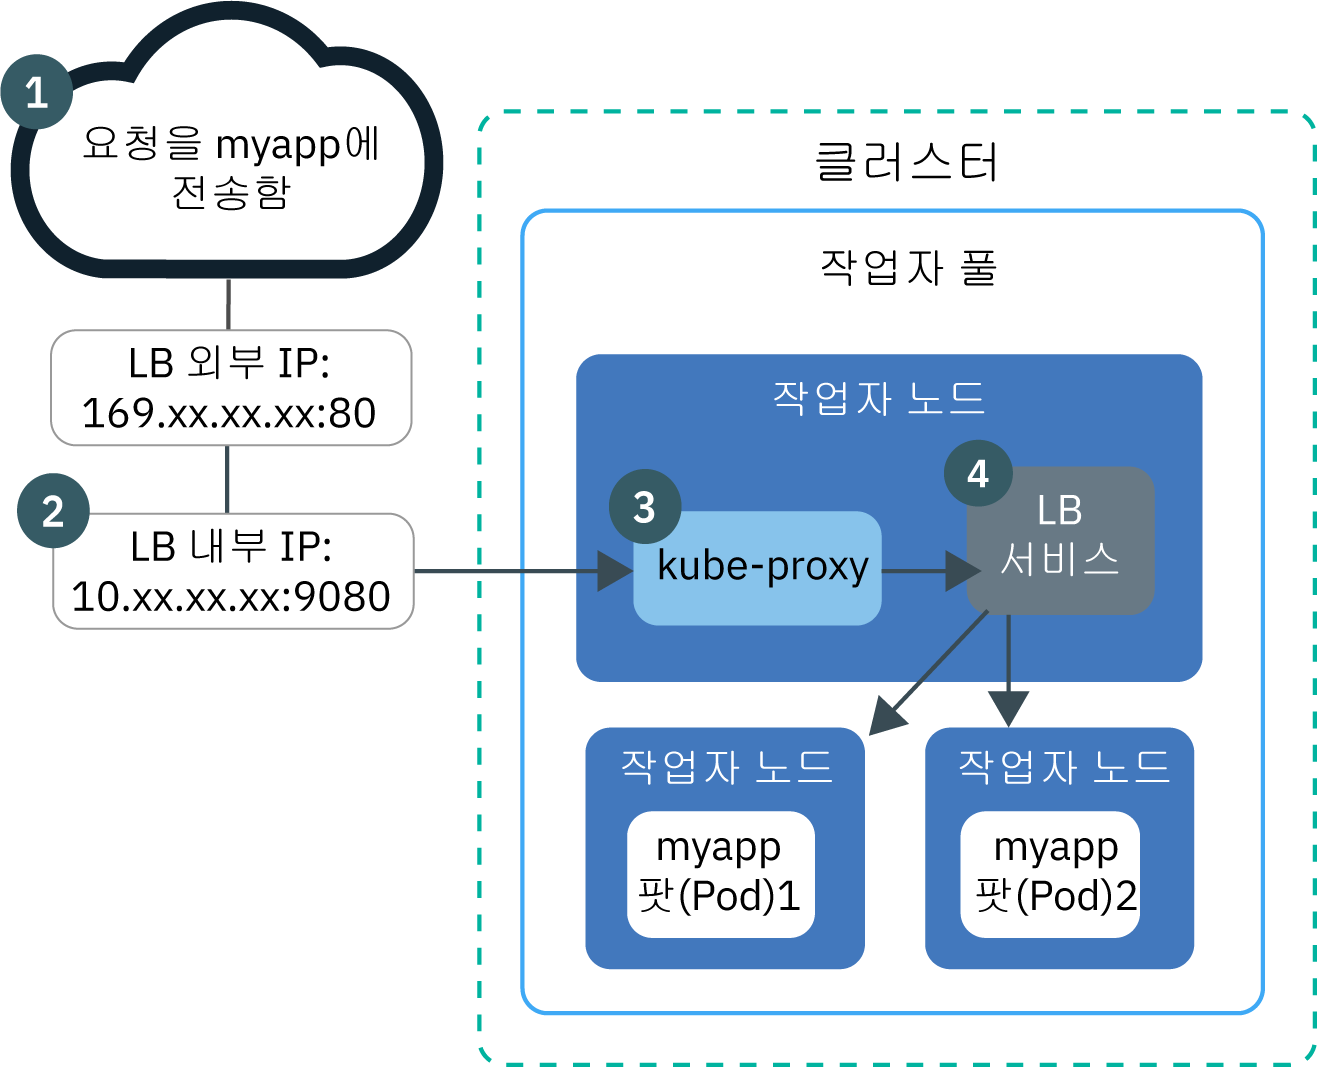 1
요청을 myapp에
전송함
LB 외부 IP:
169.xx.xx.xx:80
2
LB 내부 IP:
10.xx.xx.xx:9080
클러스터
작업자 풀
작업자 노드
3
kube-proxy
4
LB
서비스
작업자 노드
myapp
팟(Pod)1
작업자 노드
myapp
팟(Pod)2